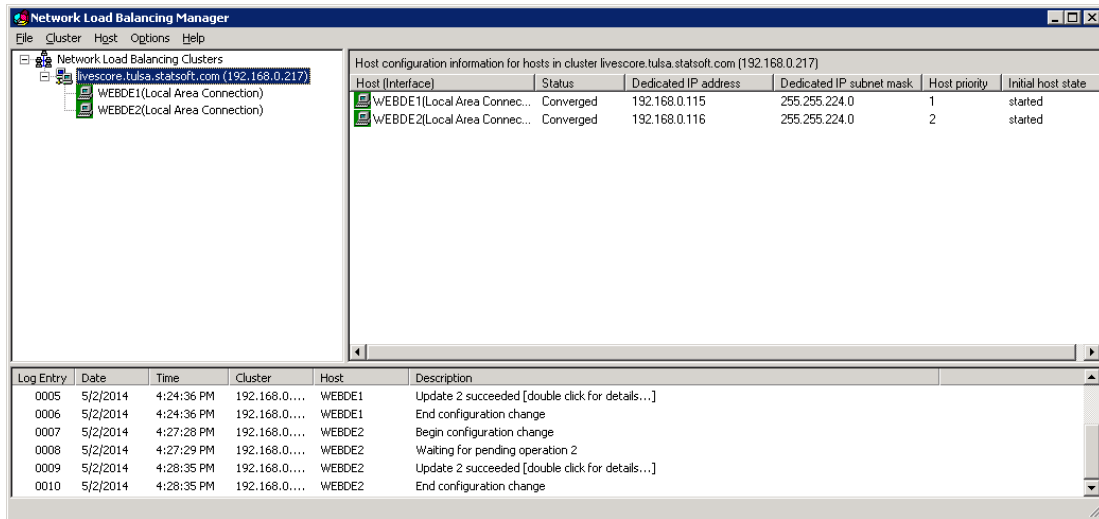 Network Load Balancing Manager
File Cluster Host Options Help
Network Load Balancing Clusters
livescore.tulsa.statsoft.com (192.168.0.217)
WEBDE1(Local Area Connection)
WEBDE2(Local Area Connection)
Host configuration information for hosts in cluster livescore.tulsa.statsoft.com (192.168.0.217)
Host (Interface) Status Dedicated IP address Dedicated IP subnet mask Host priority Initial host state
WEBDE1(Local Area Connec... Converged 192.168.0.115 255.255.224.0 1 started
WEBDE2(Local Area Connec... Converged 192.168.0.116 255.255.224.0 2 started
Log Entry Date Time Cluster Host Description
0005 5/2/2014 4:24:36 PM 192.168.0.... WEBDE1 Update 2 succeeded [double click for details...]
0006 5/2/2014 4:24:36 PM 192.168.0.... WEBDE1 End configuration change
0007 5/2/2014 4:27:28 PM 192.168.0.... WEBDE2 Begin configuration change
0008 5/2/2014 4:27:29 PM 192.168.0.... WEBDE2 Waiting for pending operation 2
0009 5/2/2014 4:28:35 PM 192.168.0.... WEBDE2 Update 2 succeeded [double click for details...]
0010 5/2/2014 4:28:35 PM 192.168.0.... WEBDE2 End configuration change